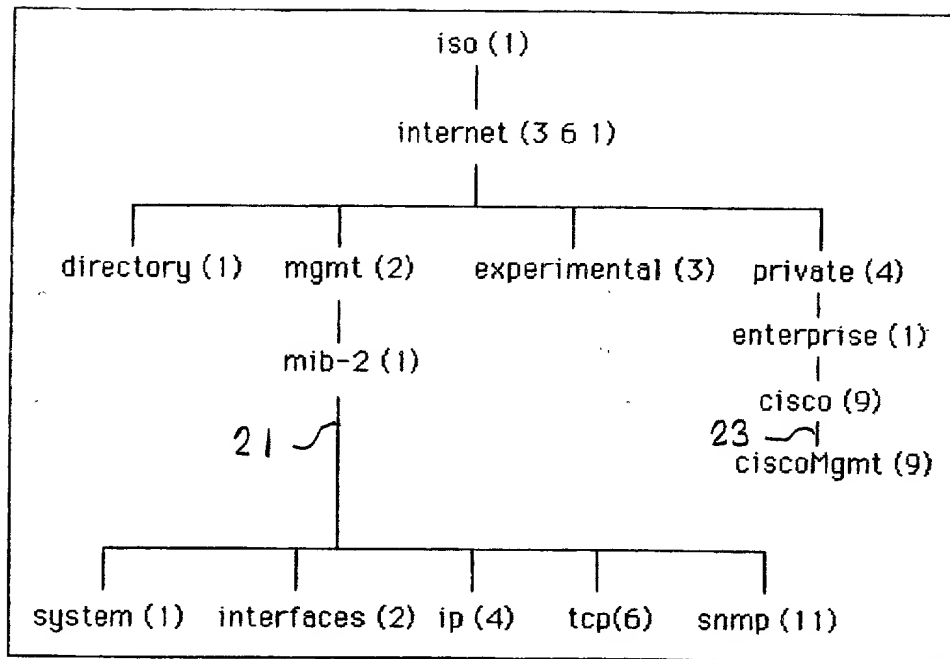 iso (1)
internet (3 6 1)
directory (1) mgmt (2) experimental (3) private (4)
enterprise (1)
mib-2 (1)
cisco (9)
21 23
ciscoMgmt (9)
system (1) interfaces (2) ip (4) tcp(6) snmp (11)